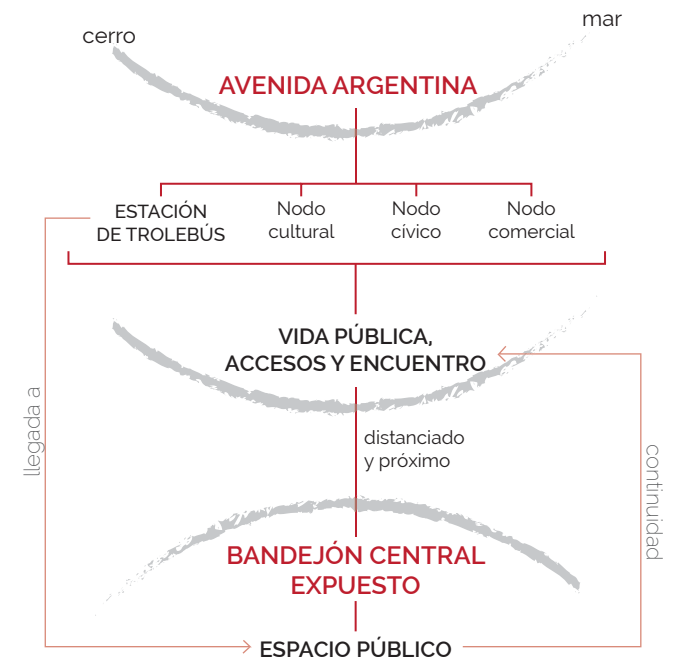 cerro
mar
AVENIDA ARGENTINA
ESTACIÓN
DE TROLEBÚS
Nodo
cultural
Nodo
cívico
Nodo
comercial
VIDA PÚBLICA,
ACCESOS Y ENCUENTRO
llegada a
distanciado
y próximo
continuidad
BANDEJÓN CENTRAL
EXPUESTO
ESPACIO PÚBLICO